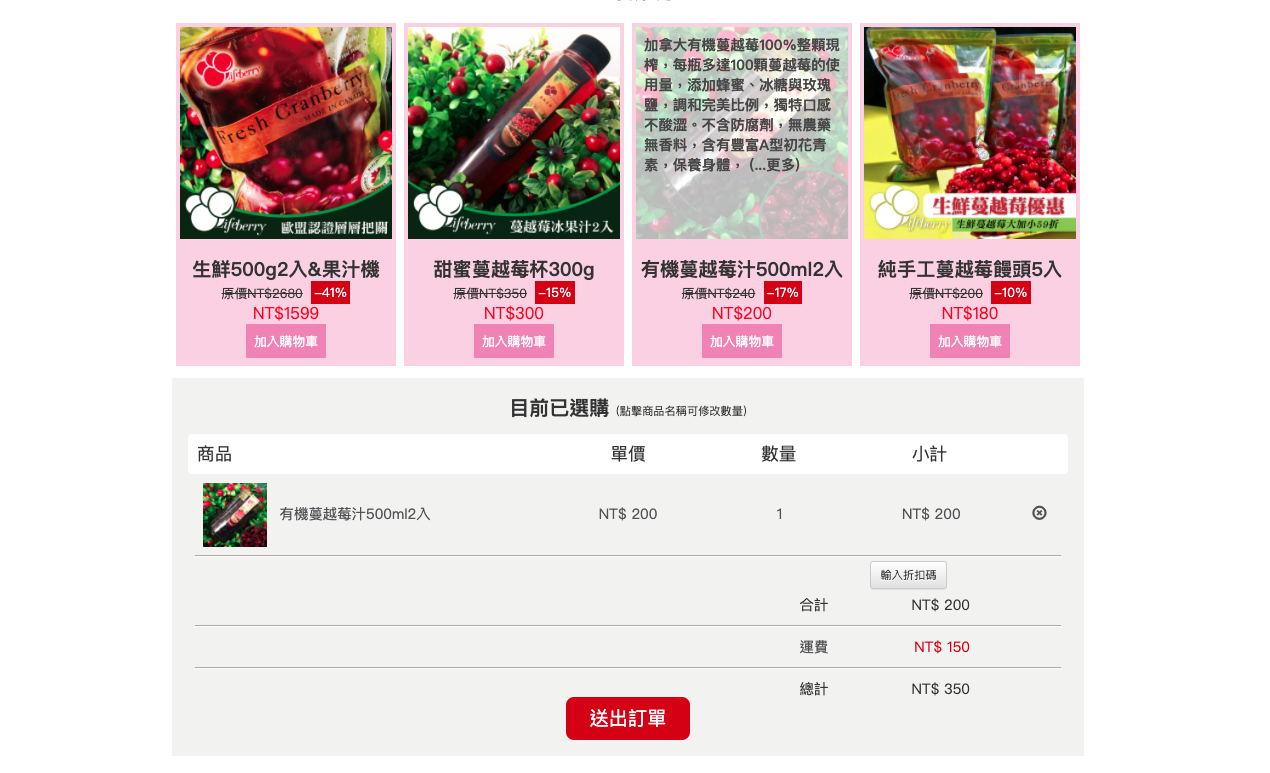 Lifeberry
Fresh Cranberry
MADE IN CANADA
Lifeberry
歐盟認證層層把關
Lifeberry
蔓越莓冰果汁2入
加拿大有機蔓越莓100%整顆現
榨，每瓶多達100顆蔓越莓的使
用量，添加蜂蜜、冰糖與玫瑰
鹽，調和完美比例，獨特口感
不酸澀。不含防腐劑，無農藥
無香料，含有豐富A型初花青
素，保養身體， (...更多)
Fresh Cranberry
Fresh Cranberry
Lifeberry
生鮮蔓越莓優惠
生鮮蔓越莓大加小59折
生鮮500g2入&果汁機
原價NT$2680 –41%
NT$1599
加入購物車
甜蜜蔓越莓杯300g
原價NT$350 –15%
NT$300
加入購物車
有機蔓越莓汁500ml2入
原價NT$240 –17%
NT$200
加入購物車
純手工蔓越莓饅頭5入
原價NT$200 –10%
NT$180
加入購物車
目前已選購 (點擊商品名稱可修改數量)
商品 單價 數量 小計
有機蔓越莓汁500ml2入 NT$ 200 1 NT$ 200
輸入折扣碼
合計 NT$ 200
運費 NT$ 150
總計 NT$ 350
送出訂單